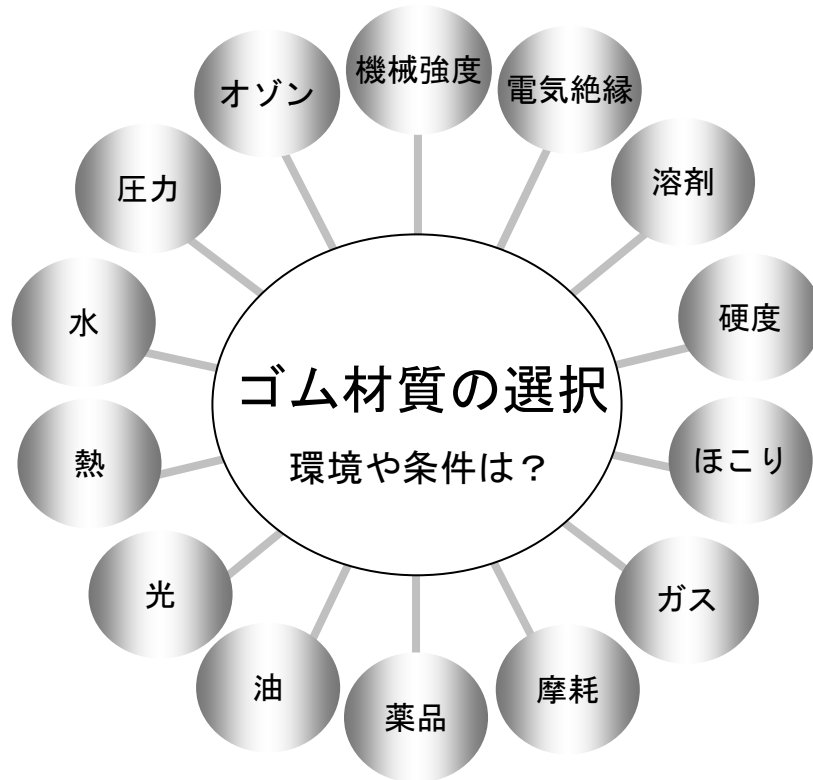 ゴム材質の選択
環境や条件は？
機械強度
電気絶縁
溶剤
硬度
ほこり
ガス
摩耗
薬品
油
光
熱
水
圧力
オゾン